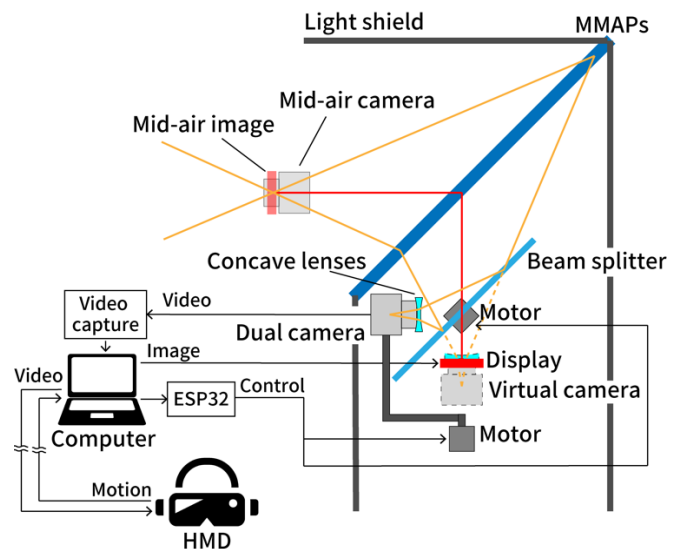 Light shield
MMAPs
Mid-air camera
Mid-air image
Concave lenses
Beam splitter
Video
capture
Video
Dual camera
Motor
Image
Display
Video
ESP32
Control
Virtual camera
Computer
Motor
Motion
HMD